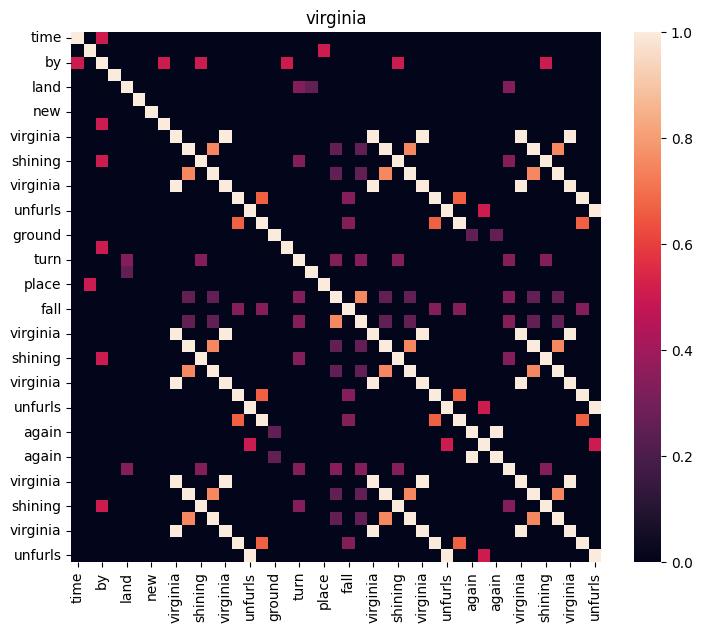 virginia
time
by
land
new
virginia
shining
virginia
unfurls
ground
turn
place
fall
virginia
shining
virginia
unfurls
again
again
virginia
shining
virginia
unfurls
1.0
0.8
0.6
0.4
0.2
0.0
time
by
land
new
virginia
shining
virginia
unfurls
ground
turn
place
fall
virginia
shining
virginia
unfurls
again
again
virginia
shining
virginia
unfurls